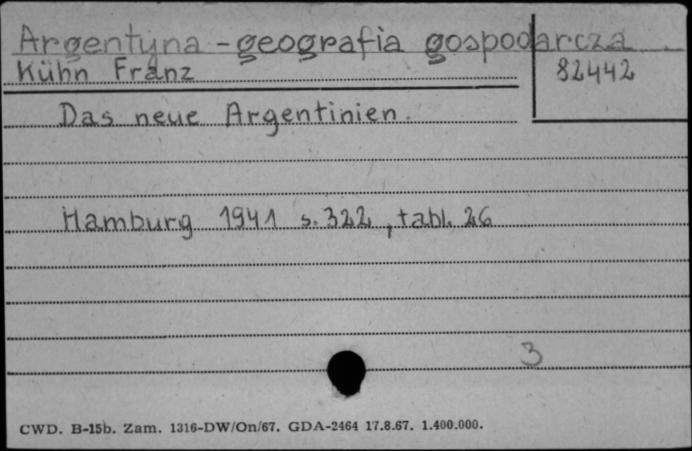 Argentyna - geografia gospodarcza
Kühn Franz
82442
Das neue Argentinien.
Hamburg 1941 s. 322, tabl. 26
3
CWD. B-15b. Zam. 1316-DW/On/67. GDA-2464 17.8.67. 1.400.000.